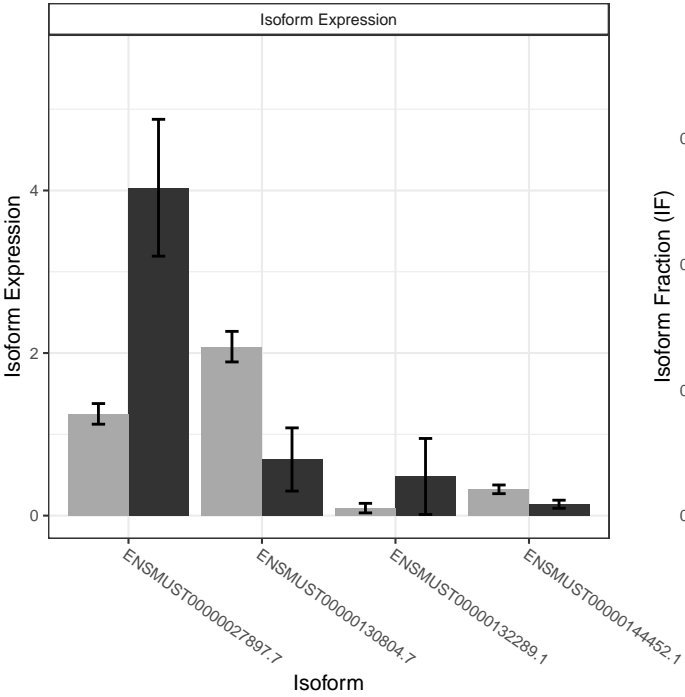 Isoform Expression
Isoform Expression
4
2
0
ENSMUST00000027897.7
ENSMUST00000130804.7
ENSMUST00000132289.1
ENSMUST00000144452.1
Isoform
Isoform Fraction (IF)